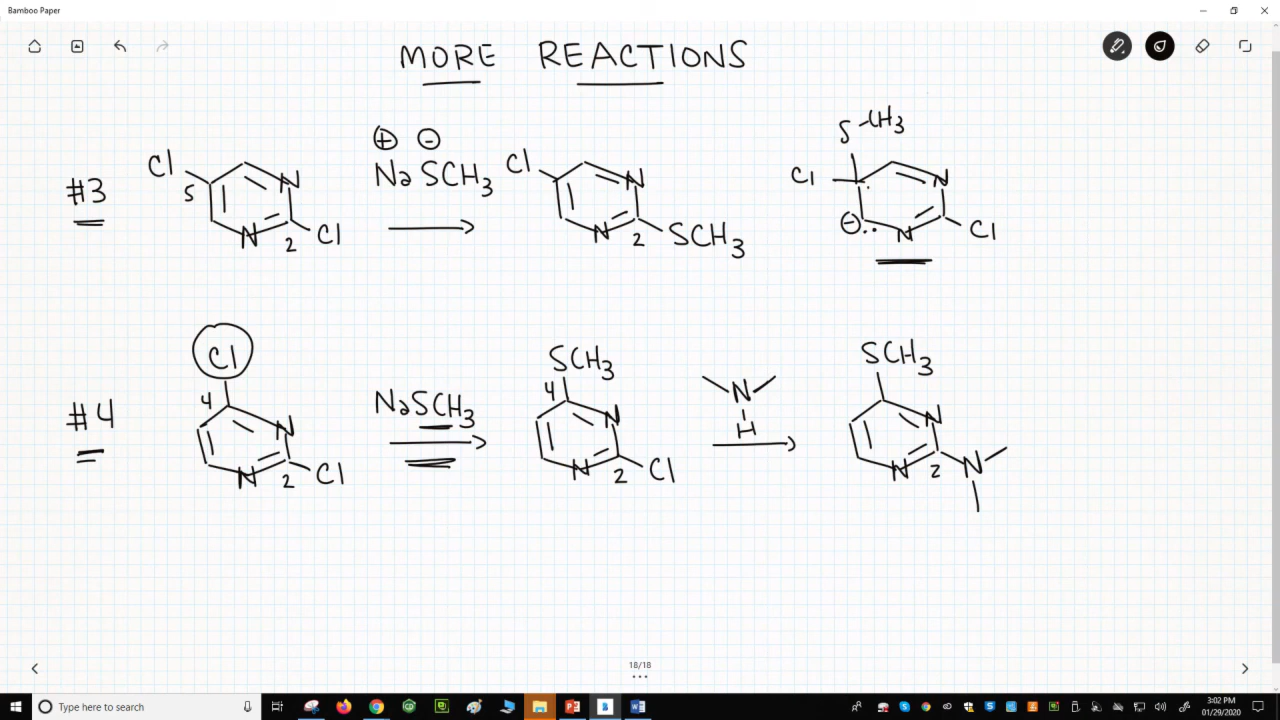 Bamboo Paper
MORE REACTIONS
#3
Cl 5 N N 2 Cl
⊕ ⊖
Na SCH3
Cl N N 2 SCH3
S-CH3
Cl N ⊖ •• N Cl
#4
Cl 4 N N 2 Cl
NaSCH3
SCH3 4 N N 2 Cl
N
H
SCH3 N N 2 N
18/18
Type here to search
3:02 PM
01/29/2020